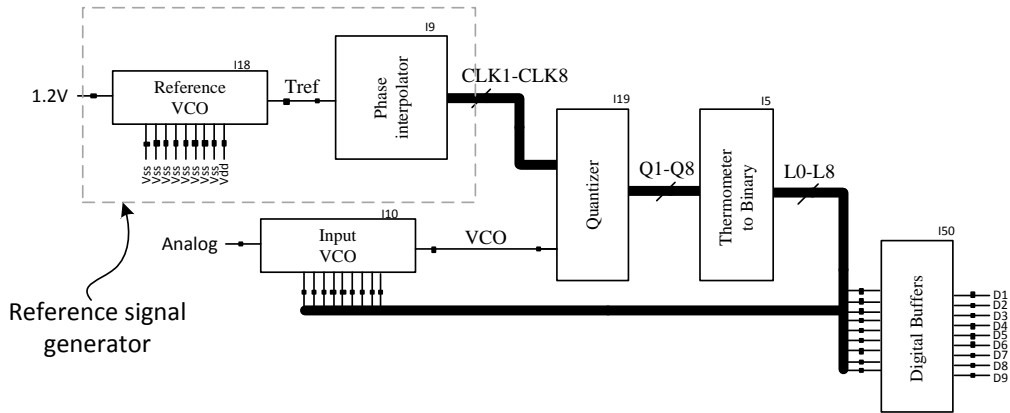 I9
I18
Reference
VCO
1.2V
Tref
Phase
interpolator
CLK1-CLK8
Vss
Vss
Vss
Vss
Vss
Vss
Vss
Vss
Vdd
I19
Quantizer
Q1-Q8
I5
Thermometer
to Binary
L0-L8
I10
Analog
Input
VCO
VCO
I50
Digital Buffers
D1
D2
D3
D4
D5
D6
D7
D8
D9
Reference signal
generator